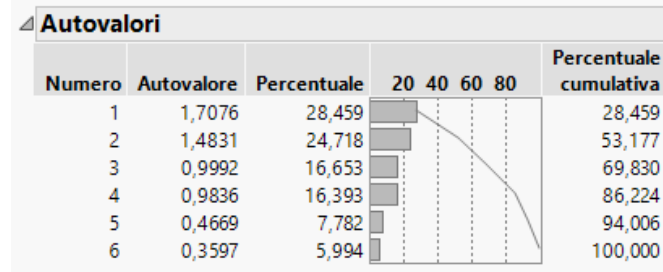 Autovalori
Percentuale
Numero Autovalore Percentuale 20 40 60 80 cumulativa
1 1,7076 28,459 28,459
2 1,4831 24,718 53,177
3 0,9992 16,653 69,830
4 0,9836 16,393 86,224
5 0,4669 7,782 94,006
6 0,3597 5,994 100,000